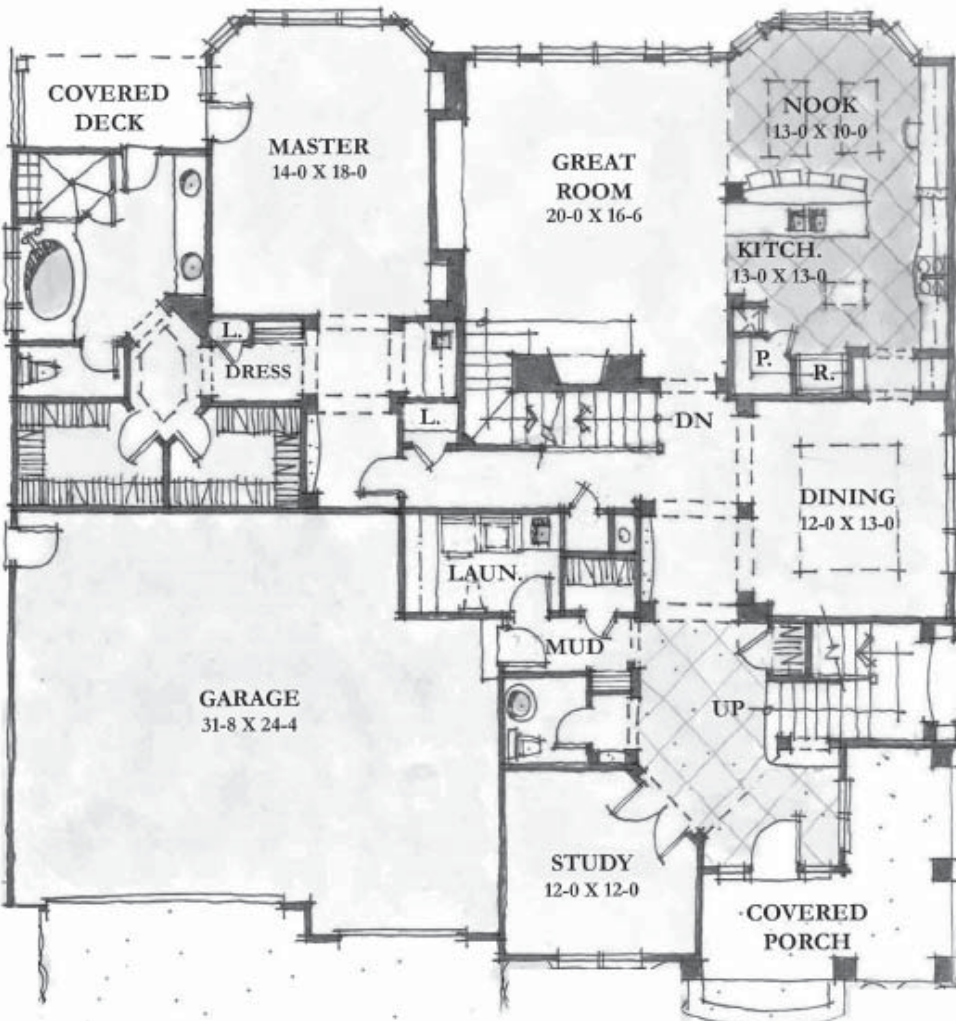 COVERED
DECK
MASTER
14-0 X 18-0
GREAT
ROOM
20-0 X 16-6
NOOK
13-0 X 10-0
KITCH.
13-0 X 13-0
L.
DRESS
P.
R.
L.
DN
DINING
12-0 X 13-0
LAUN.
MUD
GARAGE
31-8 X 24-4
UP
STUDY
12-0 X 12-0
COVERED
PORCH